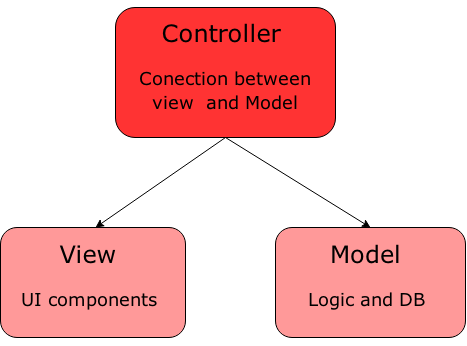 Controller
Conection between
view and Model
View
UI components
Model
Logic and DB